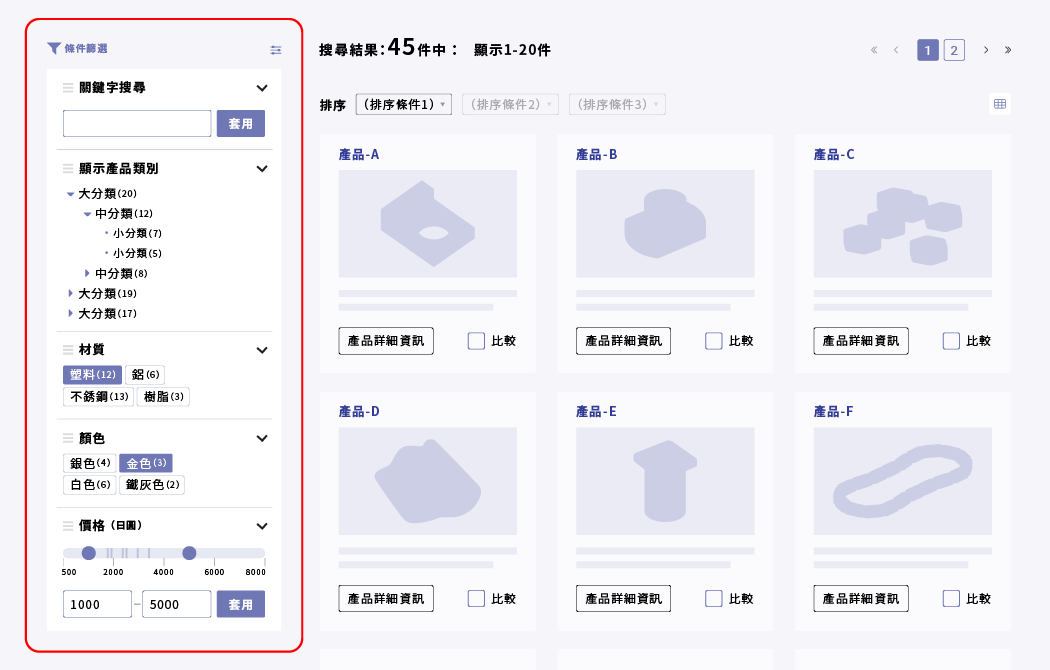 條件篩選
關鍵字搜尋
套用
顯示產品類別
大分類(20)
中分類(12)
小分類(7)
小分類(5)
中分類(8)
大分類(19)
大分類(17)
材質
塑料(12) 鋁(6)
不銹鋼(13) 樹脂(3)
顏色
銀色(4) 金色(3)
白色(6) 鐵灰色(2)
價格（日圓）
500 2000 4000 6000 8000
1000 – 5000 套用
搜尋結果:45件中： 顯示1-20件
« ‹ 1 2 › »
排序 (排序條件1) (排序條件2) (排序條件3)
產品-A 產品-B 產品-C
產品詳細資訊 比較 產品詳細資訊 比較 產品詳細資訊 比較
產品-D 產品-E 產品-F
產品詳細資訊 比較 產品詳細資訊 比較 產品詳細資訊 比較